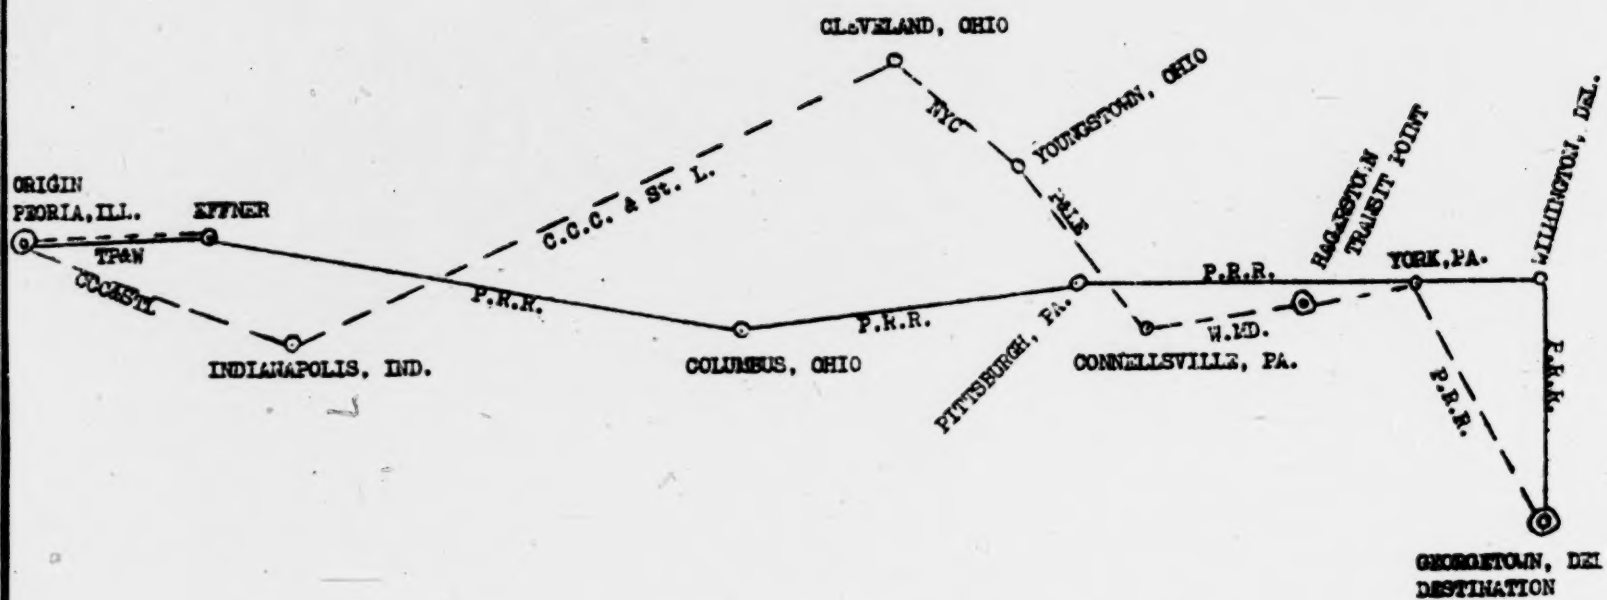 CLEVELAND, OHIO
YOUNGSTOWN, OHIO
NYC
P&LE
HAGERSTOWN
TRANSIT POINT
WILMINGTON, DEL.
ORIGIN
PEORIA, ILL.
EFFNER
TP&W
CCC&STL
C.C.C. & St. L.
P.R.R.
P.R.R.
P.R.R.
YORK, PA.
INDIANAPOLIS, IND.
COLUMBUS, OHIO
PITTSBURGH, PA.
W.MD.
CONNELLSVILLE, PA.
P.R.R.
P.R.R.
GEORGETOWN, DEL
DESTINATION